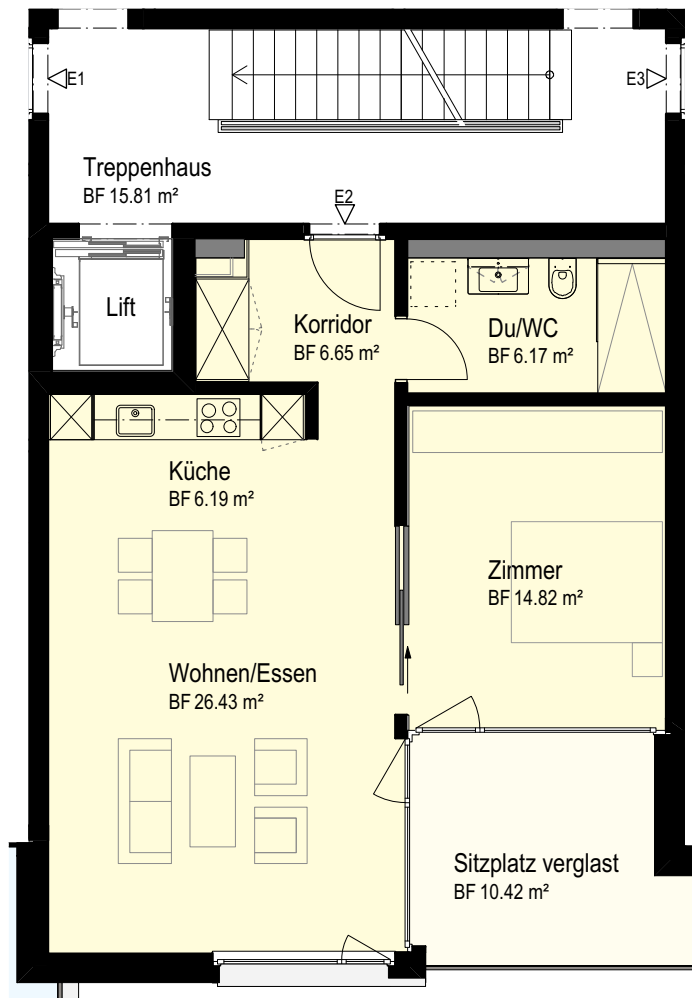 E1
E3
Treppenhaus
BF 15.81 m²
E2
Lift
Korridor
BF 6.65 m²
Du/WC
BF 6.17 m²
Küche
BF 6.19 m²
Zimmer
BF 14.82 m²
Wohnen/Essen
BF 26.43 m²
Sitzplatz verglast
BF 10.42 m²